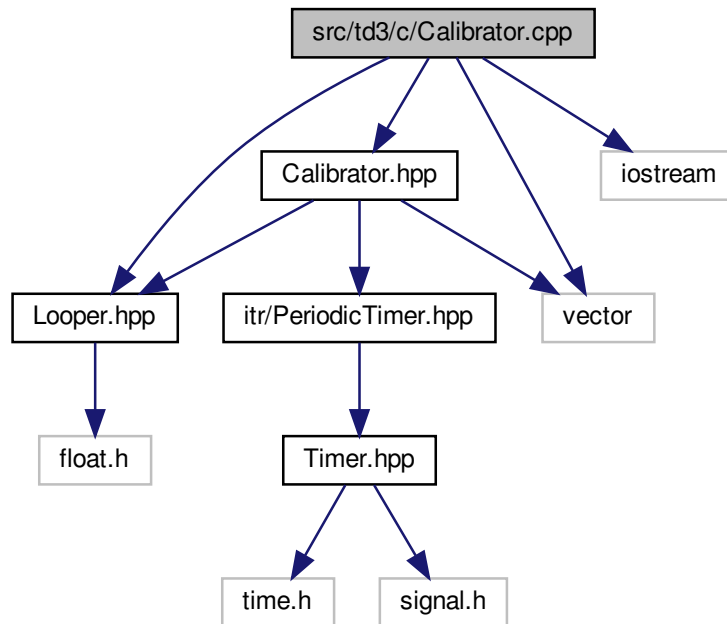 src/td3/c/Calibrator.cpp
Calibrator.hpp
iostream
Looper.hpp
itr/PeriodicTimer.hpp
vector
float.h
Timer.hpp
time.h
signal.h